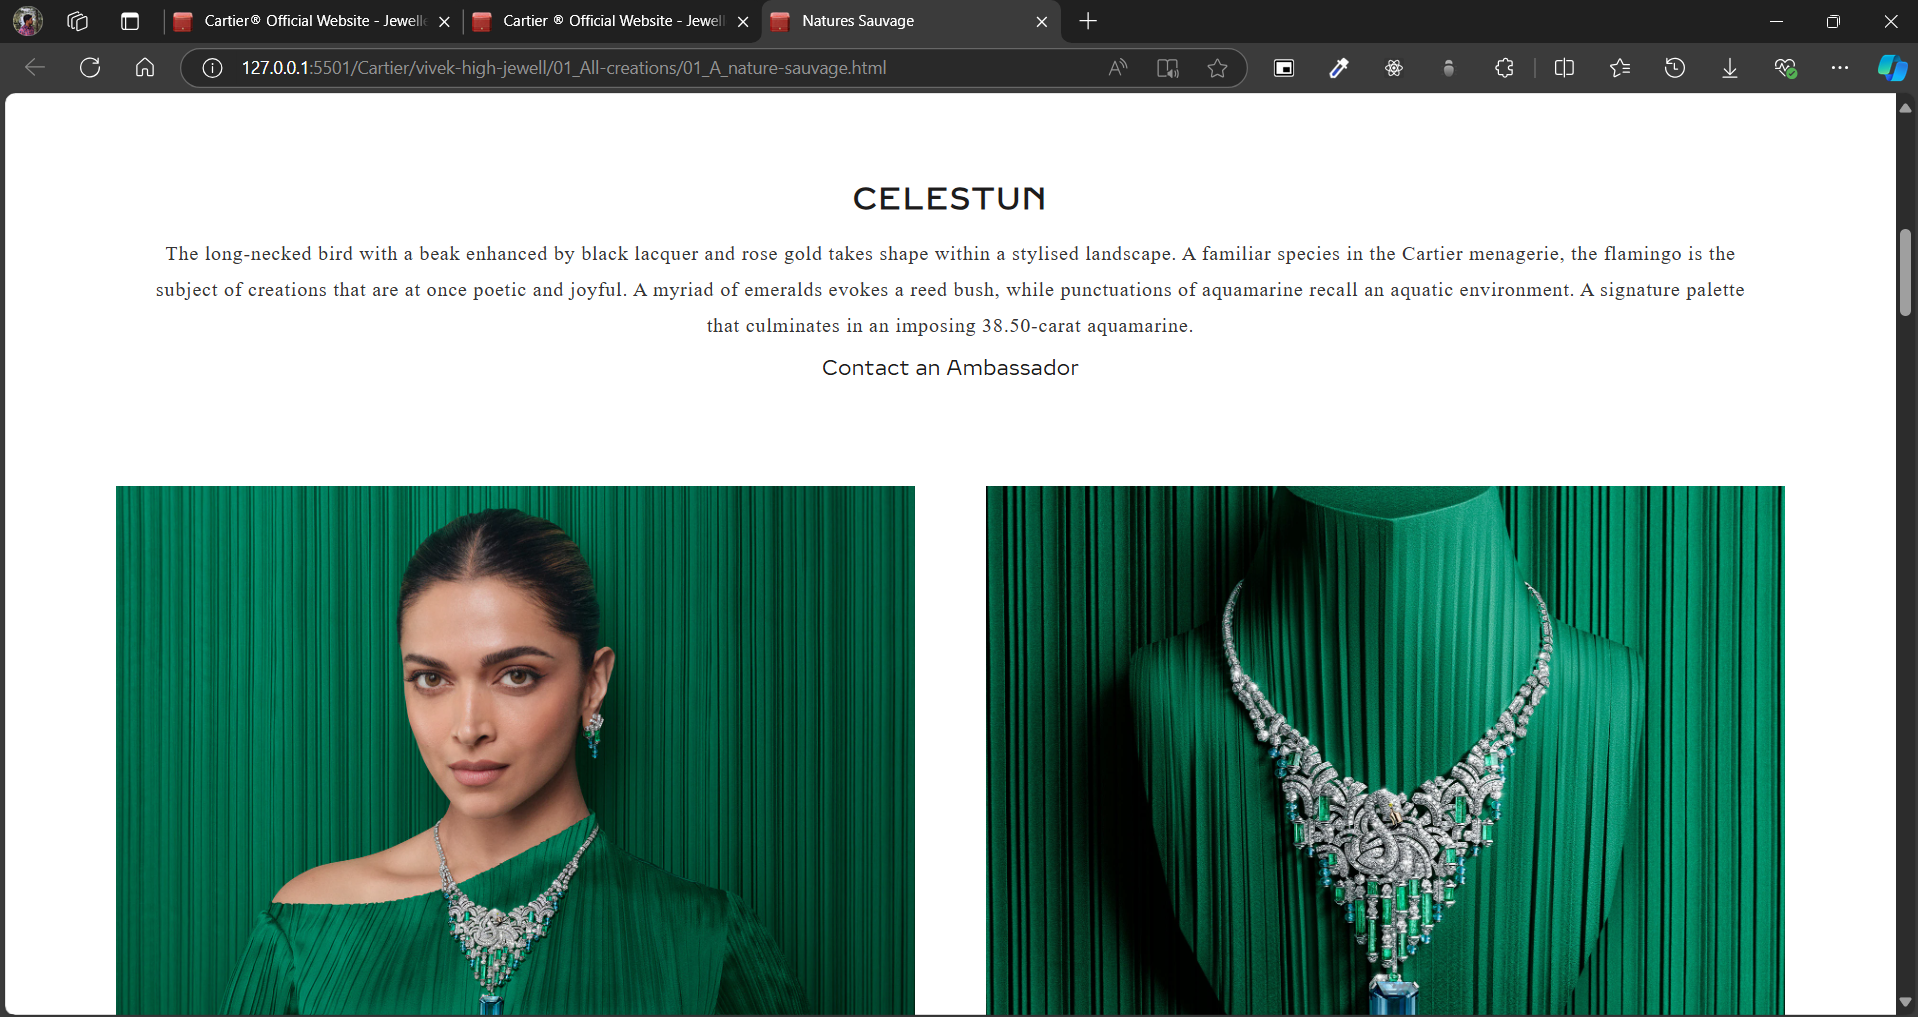 Cartier® Official Website - Jewelle
Cartier ® Official Website - Jewell
Natures Sauvage
127.0.0.1:5501/Cartier/vivek-high-jewell/01_All-creations/01_A_nature-sauvage.html
CELESTUN
The long-necked bird with a beak enhanced by black lacquer and rose gold takes shape within a stylised landscape. A familiar species in the Cartier menagerie, the flamingo is the
subject of creations that are at once poetic and joyful. A myriad of emeralds evokes a reed bush, while punctuations of aquamarine recall an aquatic environment. A signature palette
that culminates in an imposing 38.50-carat aquamarine.
Contact an Ambassador